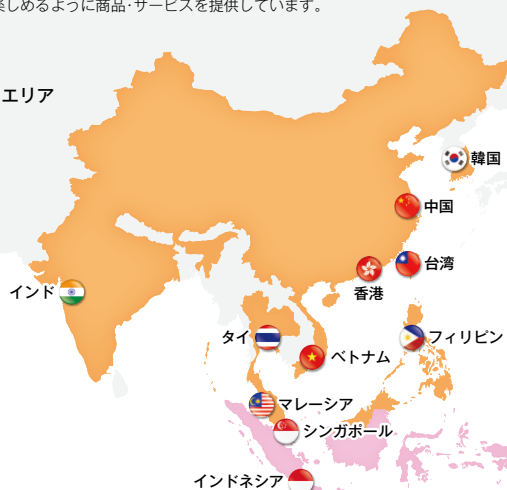 楽しめるように商品･サービスを提供しています。
エリア
韓国
中国
台湾
香港
インド
タイ
フィリピン
ベトナム
マレーシア
シンガポール
インドネシア